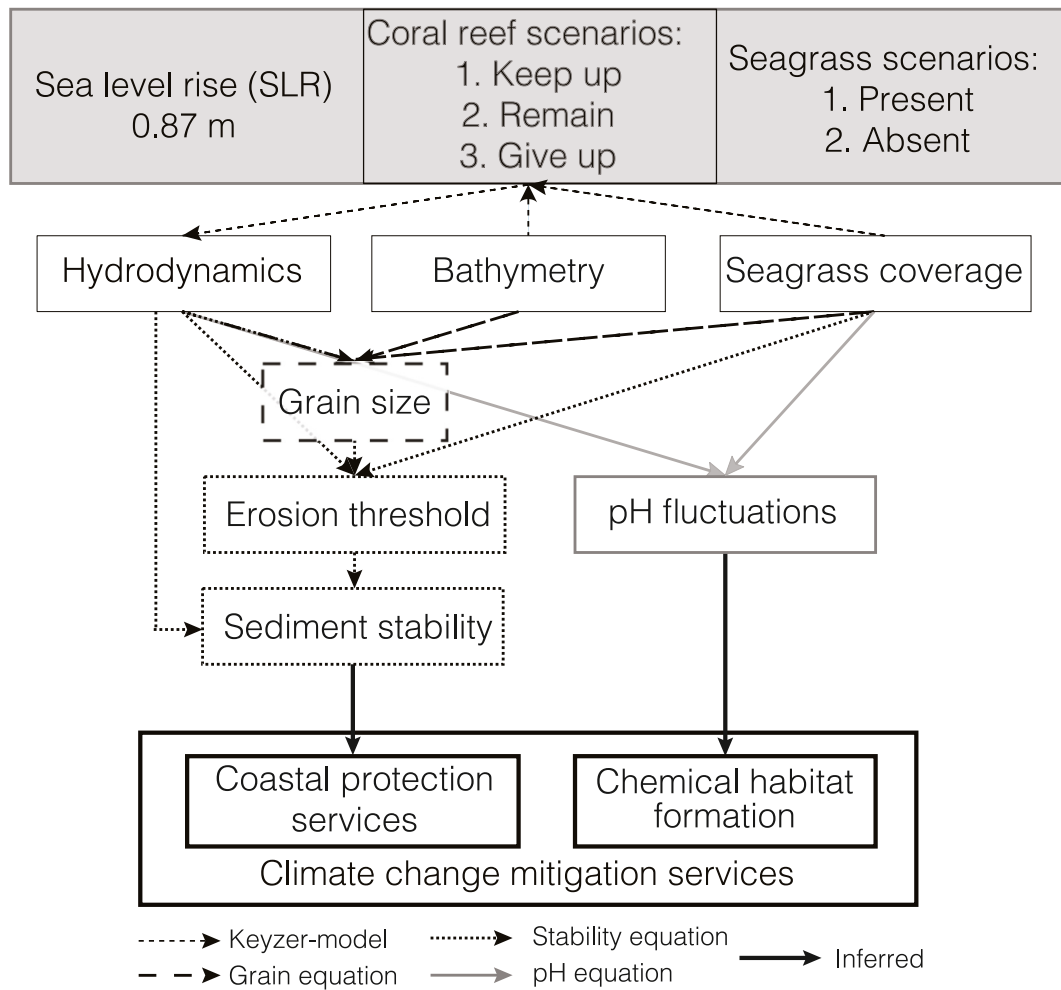 Sea level rise (SLR)
0.87 m
Coral reef scenarios:
1. Keep up
2. Remain
3. Give up
Seagrass scenarios:
1. Present
2. Absent
Hydrodynamics
Bathymetry
Seagrass coverage
Grain size
Erosion threshold
pH fluctuations
Sediment stability
Coastal protection
services
Chemical habitat
formation
Climate change mitigation services
Keyzer-model
Stability equation
Inferred
Grain equation
pH equation